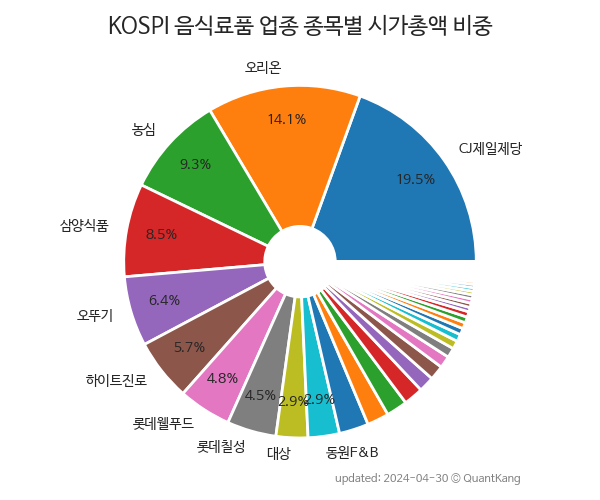 KOSPI 음식료품 업종 종목별 시가총액 비중
오리온
14.1%
CJ제일제당
19.5%
농심
9.3%
삼양식품
8.5%
오뚜기
6.4%
하이트진로
5.7%
롯데웰푸드
4.8%
롯데칠성
4.5%
대상
2.9%
동원F&B
2.9%
updated: 2024-04-30 © QuantKang